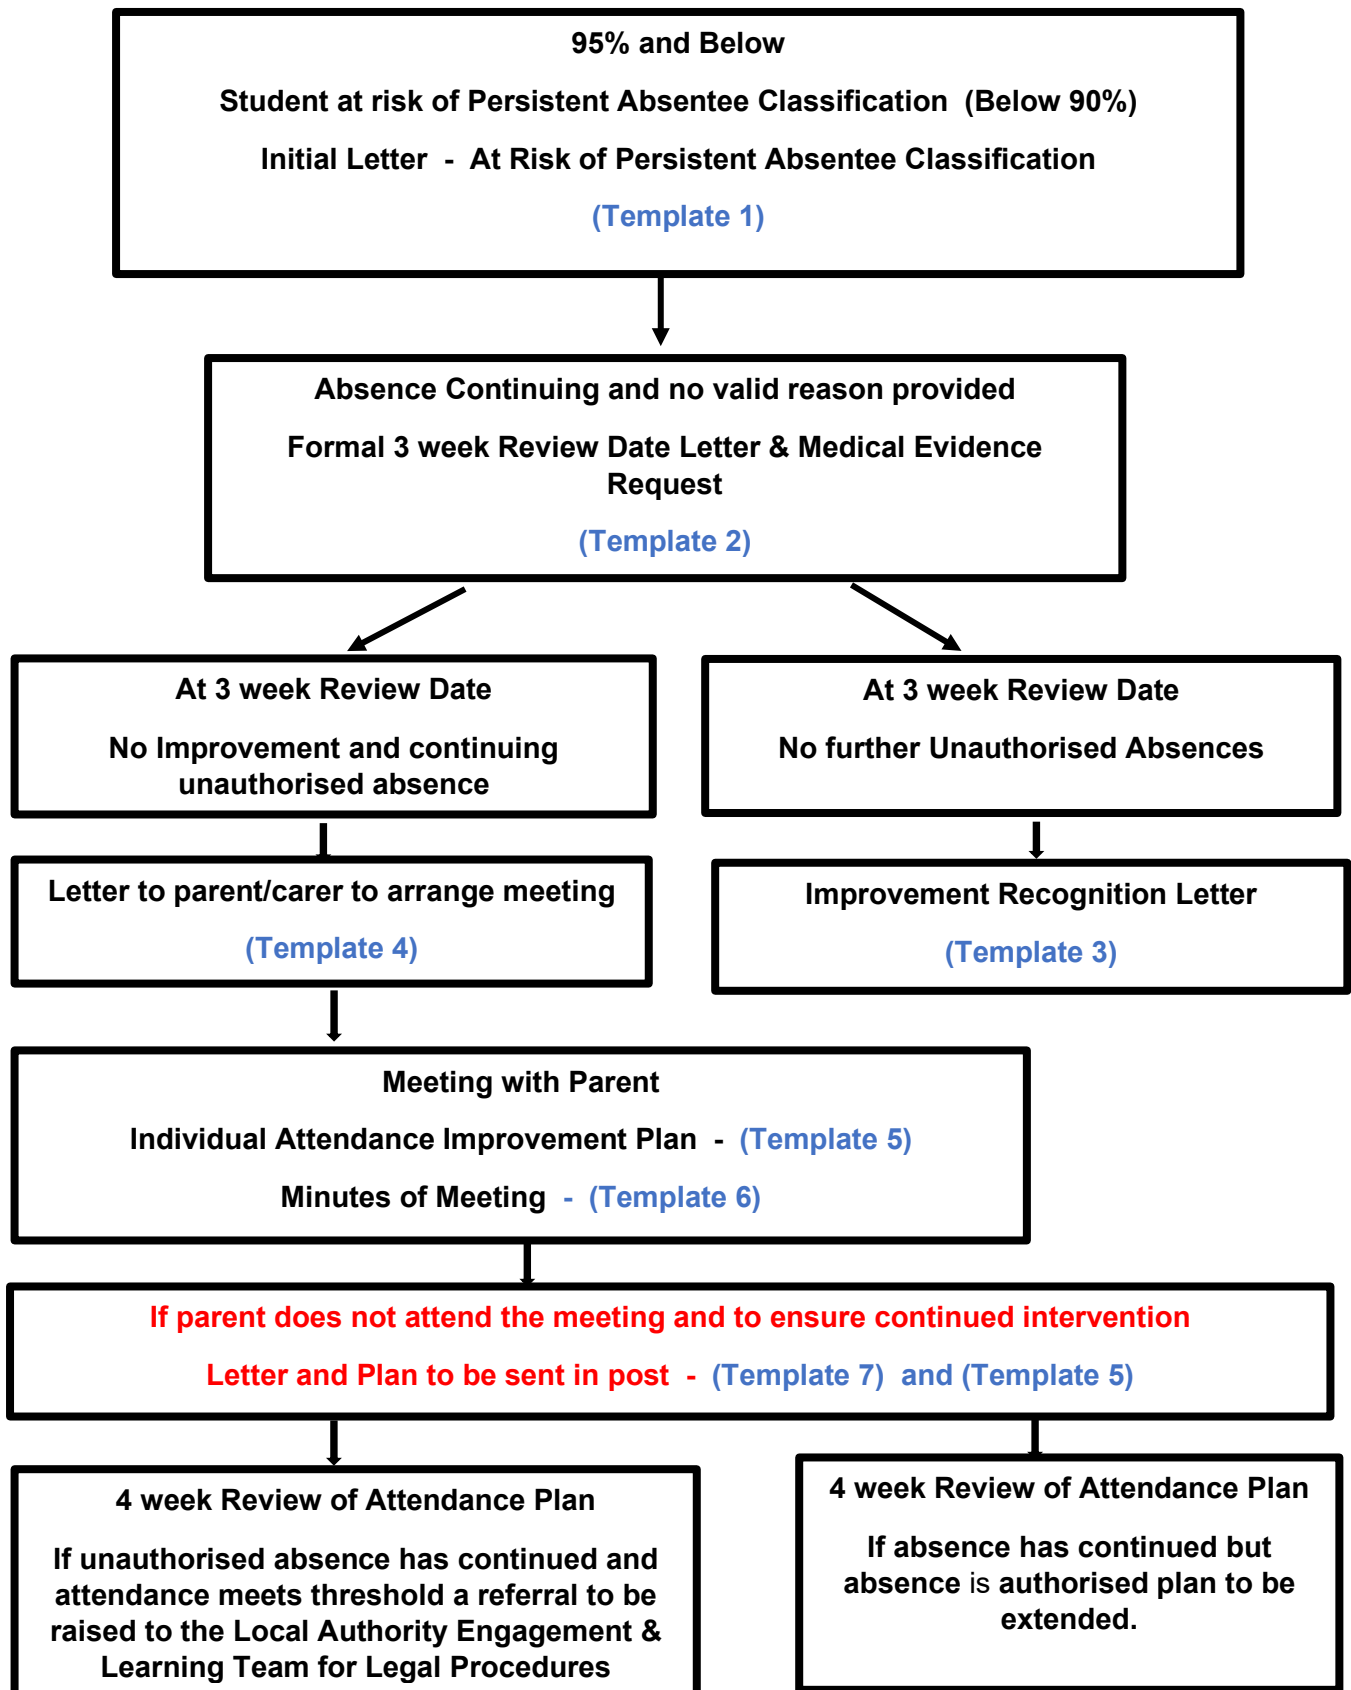 95% and Below
Student at risk of Persistent Absentee Classification (Below 90%)
Initial Letter - At Risk of Persistent Absentee Classification
(Template 1)
Absence Continuing and no valid reason provided
Formal 3 week Review Date Letter & Medical Evidence
Request
(Template 2)
At 3 week Review Date
No Improvement and continuing
unauthorised absence
At 3 week Review Date
No further Unauthorised Absences
Letter to parent/carer to arrange meeting
(Template 4)
Improvement Recognition Letter
(Template 3)
Meeting with Parent
Individual Attendance Improvement Plan - (Template 5)
Minutes of Meeting - (Template 6)
If parent does not attend the meeting and to ensure continued intervention
Letter and Plan to be sent in post - (Template 7) and (Template 5)
4 week Review of Attendance Plan
If unauthorised absence has continued and
attendance meets threshold a referral to be
raised to the Local Authority Engagement &
Learning Team for Legal Procedures
4 week Review of Attendance Plan
If absence has continued but
absence is authorised plan to be
extended.